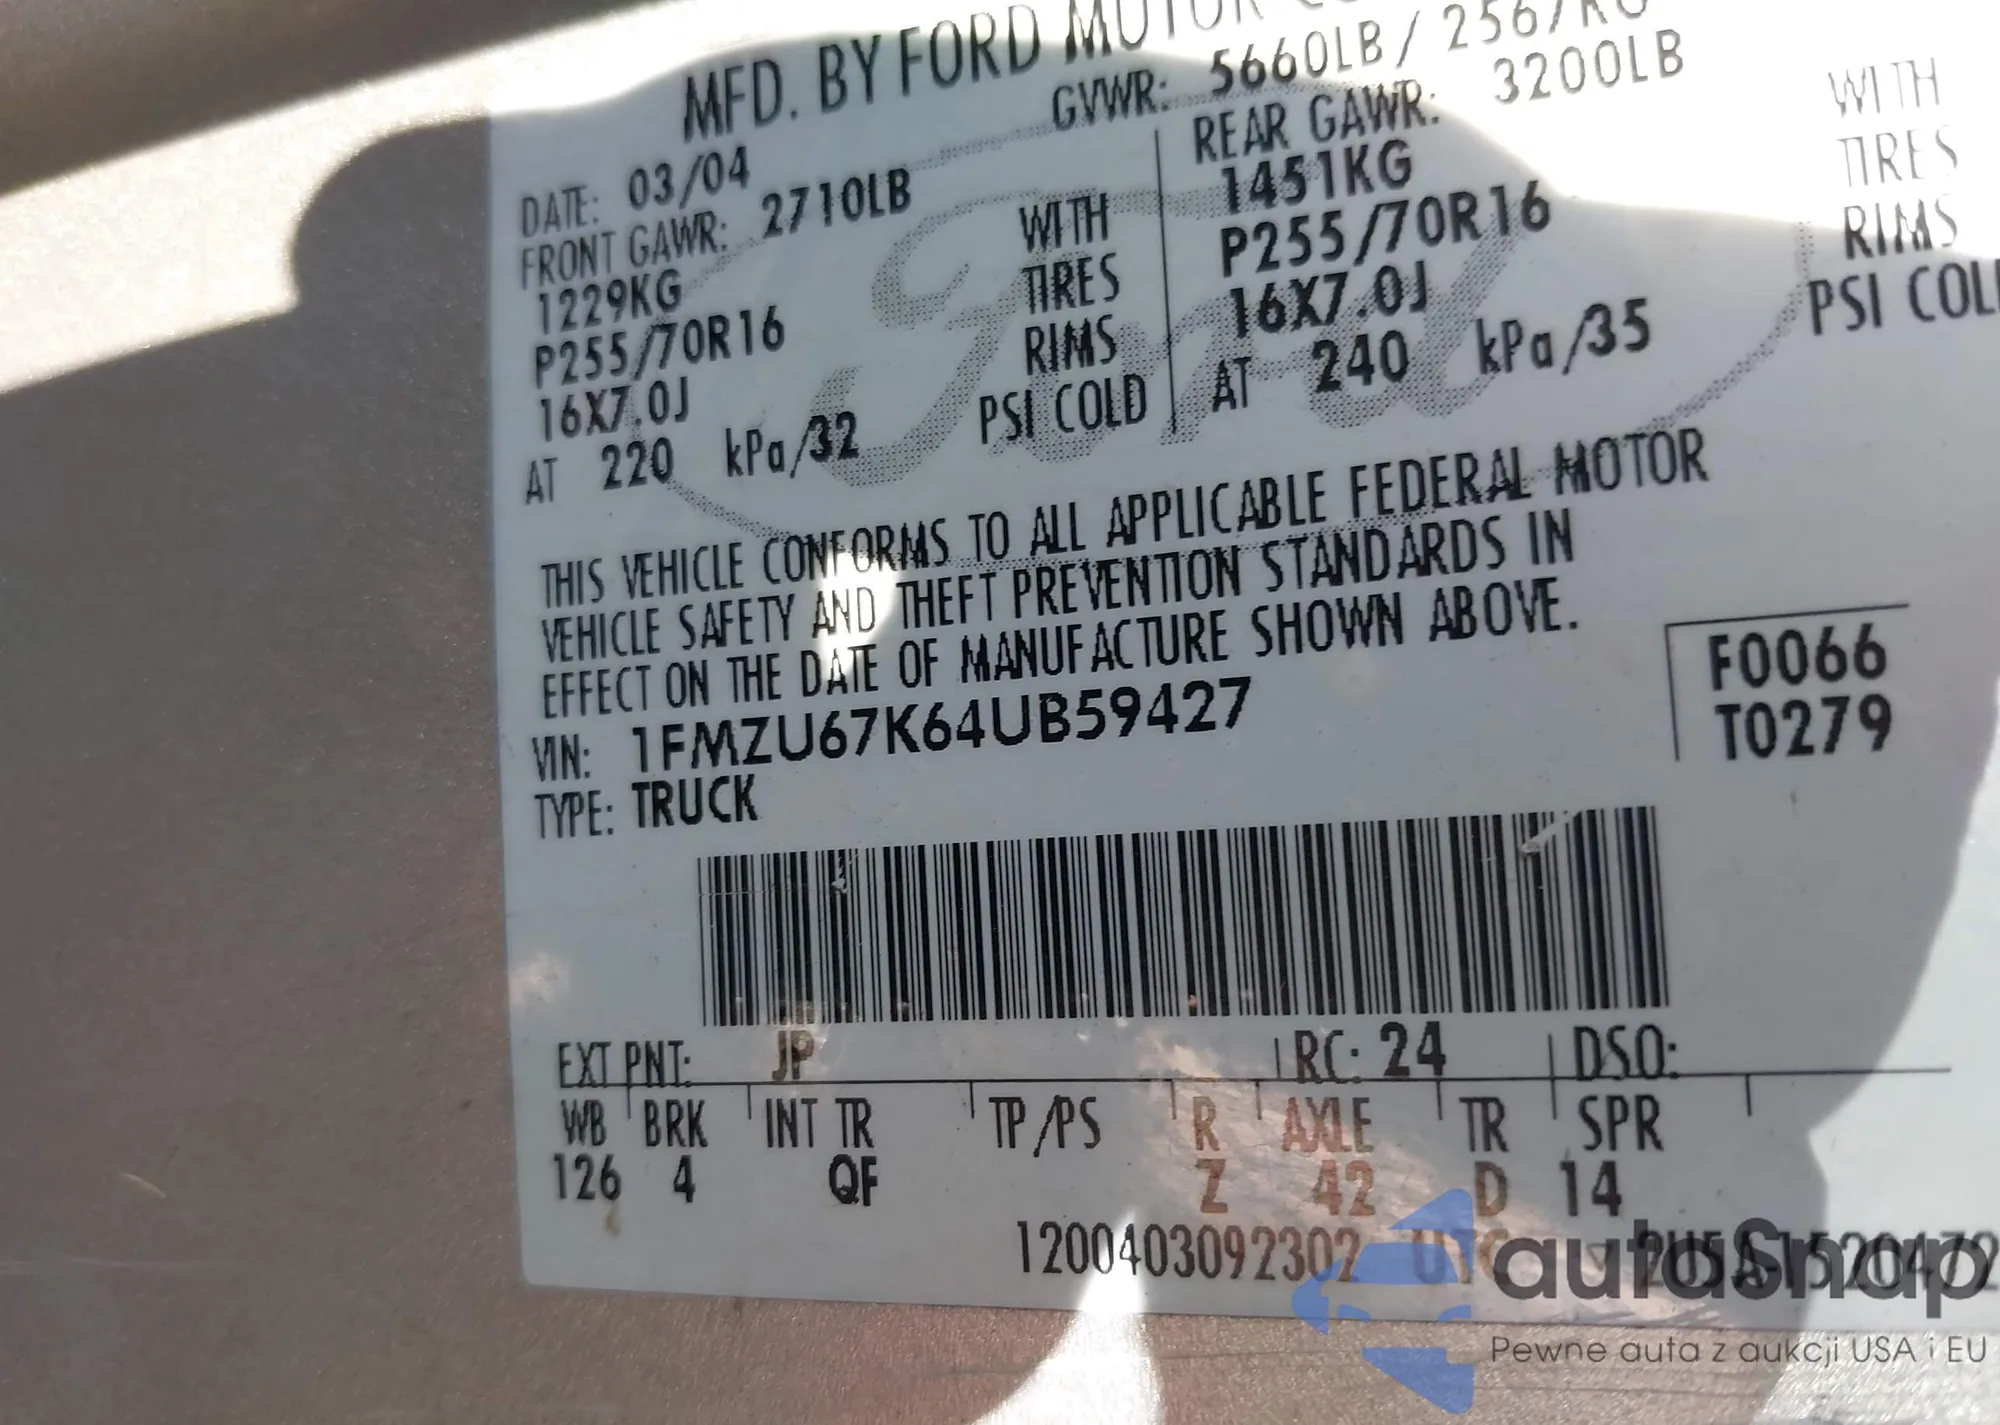 MFD. BY FORD MOTOR CO
GVWR: 5660LB / 2567KG
DATE: 03/04
FRONT GAWR: 2710LB
1229KG WITH
P255/70R16 TIRES
16X7.0J RIMS
AT 220 kPa/32 PSI COLD
REAR GAWR: 3200LB
1451KG WITH
P255/70R16 TIRES
16X7.0J RIMS
AT 240 kPa/35 PSI COL
THIS VEHICLE CONFORMS TO ALL APPLICABLE FEDERAL MOTOR
VEHICLE SAFETY AND THEFT PREVENTION STANDARDS IN
EFFECT ON THE DATE OF MANUFACTURE SHOWN ABOVE.
VIN: 1FMZU67K64UB59427
TYPE: TRUCK
F0066
T0279
EXT PNT: JP RC: 24 DSO:
WB BRK INT TR TP/PS R AXLE TR SPR
126 4 QF Z 42 D 14
1200403092302
Ford
autoSnap
Pewne auta z aukcji USA i EU